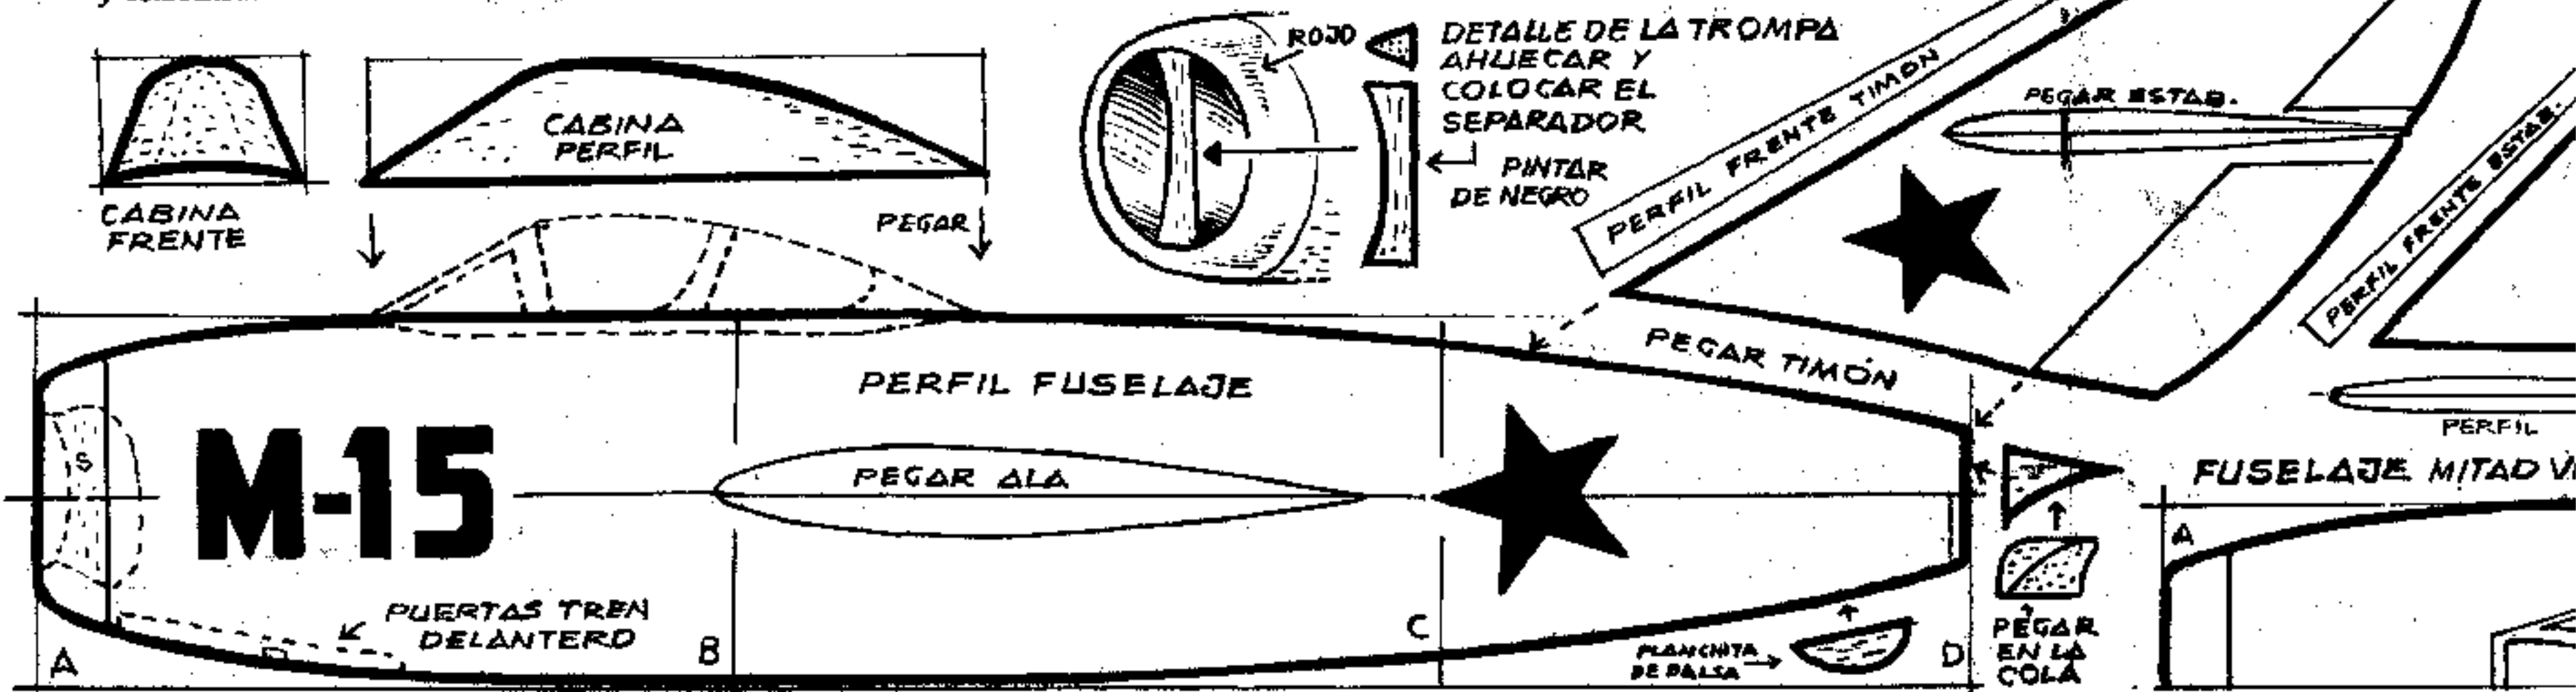 CABINA
FRENTE
CABINA
PERFIL
PEGAR
ROJO
DETALLE DE LA TROMPA
AHUECAR Y
COLOCAR EL
SEPARADOR
PINTAR
DE NEGRO
PERFIL FRENTE TIMON
PEGAR ESTAB.
PERFIL FRENTE ESTAB.
PEGAR TIMÓN
PERFIL FUSELAJE
PERFIL
FUSELAJE MITAD
S
M-15
PEGAR ALA
A
PUERTAS TREN
DELANTERO
A
B
C
PLANCHITA
DE BALSA
D
PEGAR
EN LA
COLA